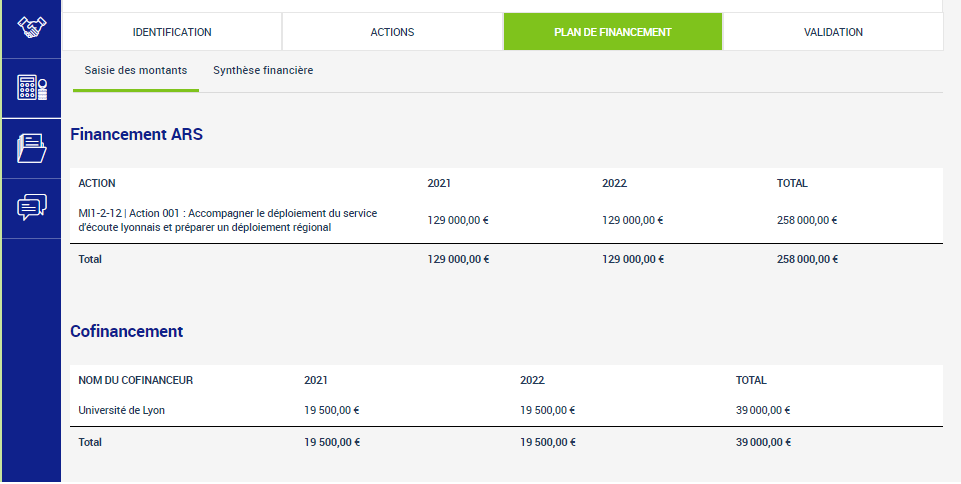 IDENTIFICATION ACTIONS PLAN DE FINANCEMENT VALIDATION
Saisie des montants Synthèse financière
Financement ARS
ACTION 2021 2022 TOTAL
MI1-2-12 | Action 001 : Accompagner le déploiement du service
d'écoute lyonnais et préparer un déploiement régional
129 000,00 € 129 000,00 € 258 000,00 €
Total 129 000,00 € 129 000,00 € 258 000,00 €
Cofinancement
NOM DU COFINANCEUR 2021 2022 TOTAL
Université de Lyon 19 500,00 € 19 500,00 € 39 000,00 €
Total 19 500,00 € 19 500,00 € 39 000,00 €